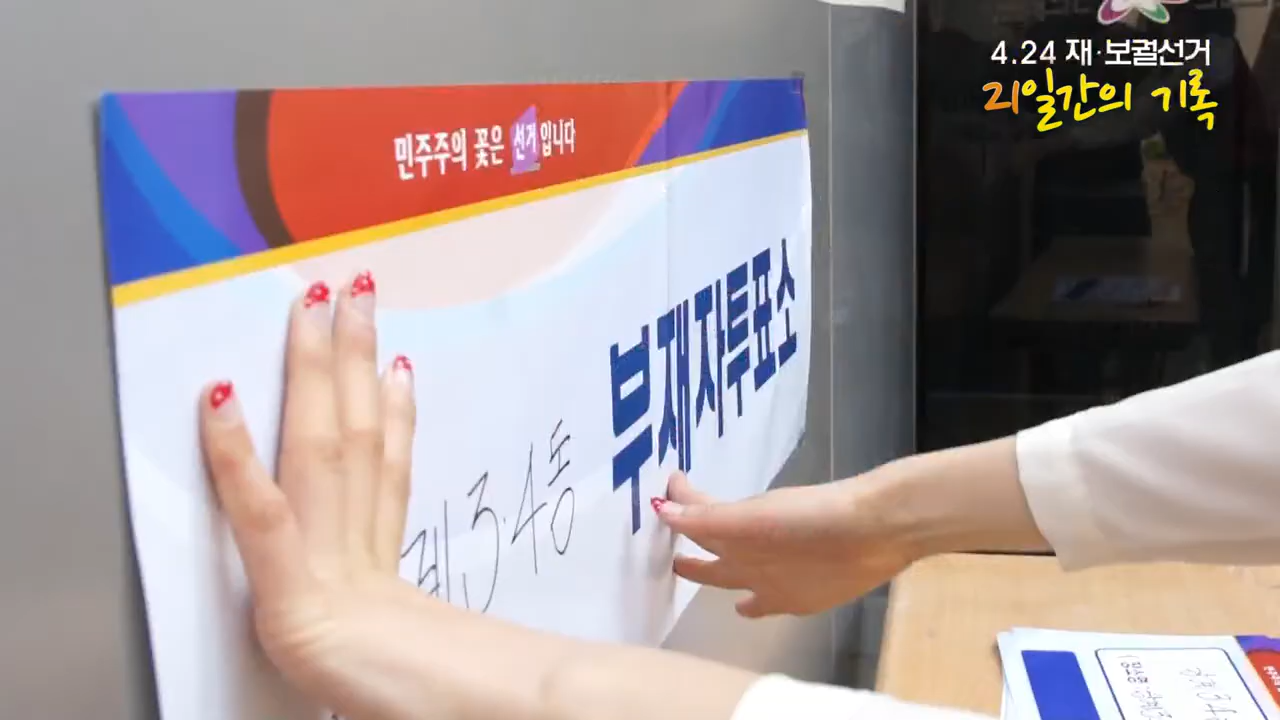 4.24 재·보궐선거
21일간의 기록
민주주의 꽃은 선거입니다
부재자투표소
제3·4동